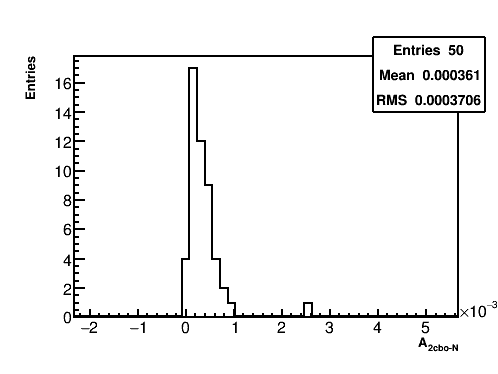 Entries 50
Mean 0.000361
RMS 0.0003706
Entries
16
14
12
10
8
6
4
2
0
−2 −1 0 1 2 3 4 5
×10⁻³
A₂cbo-N